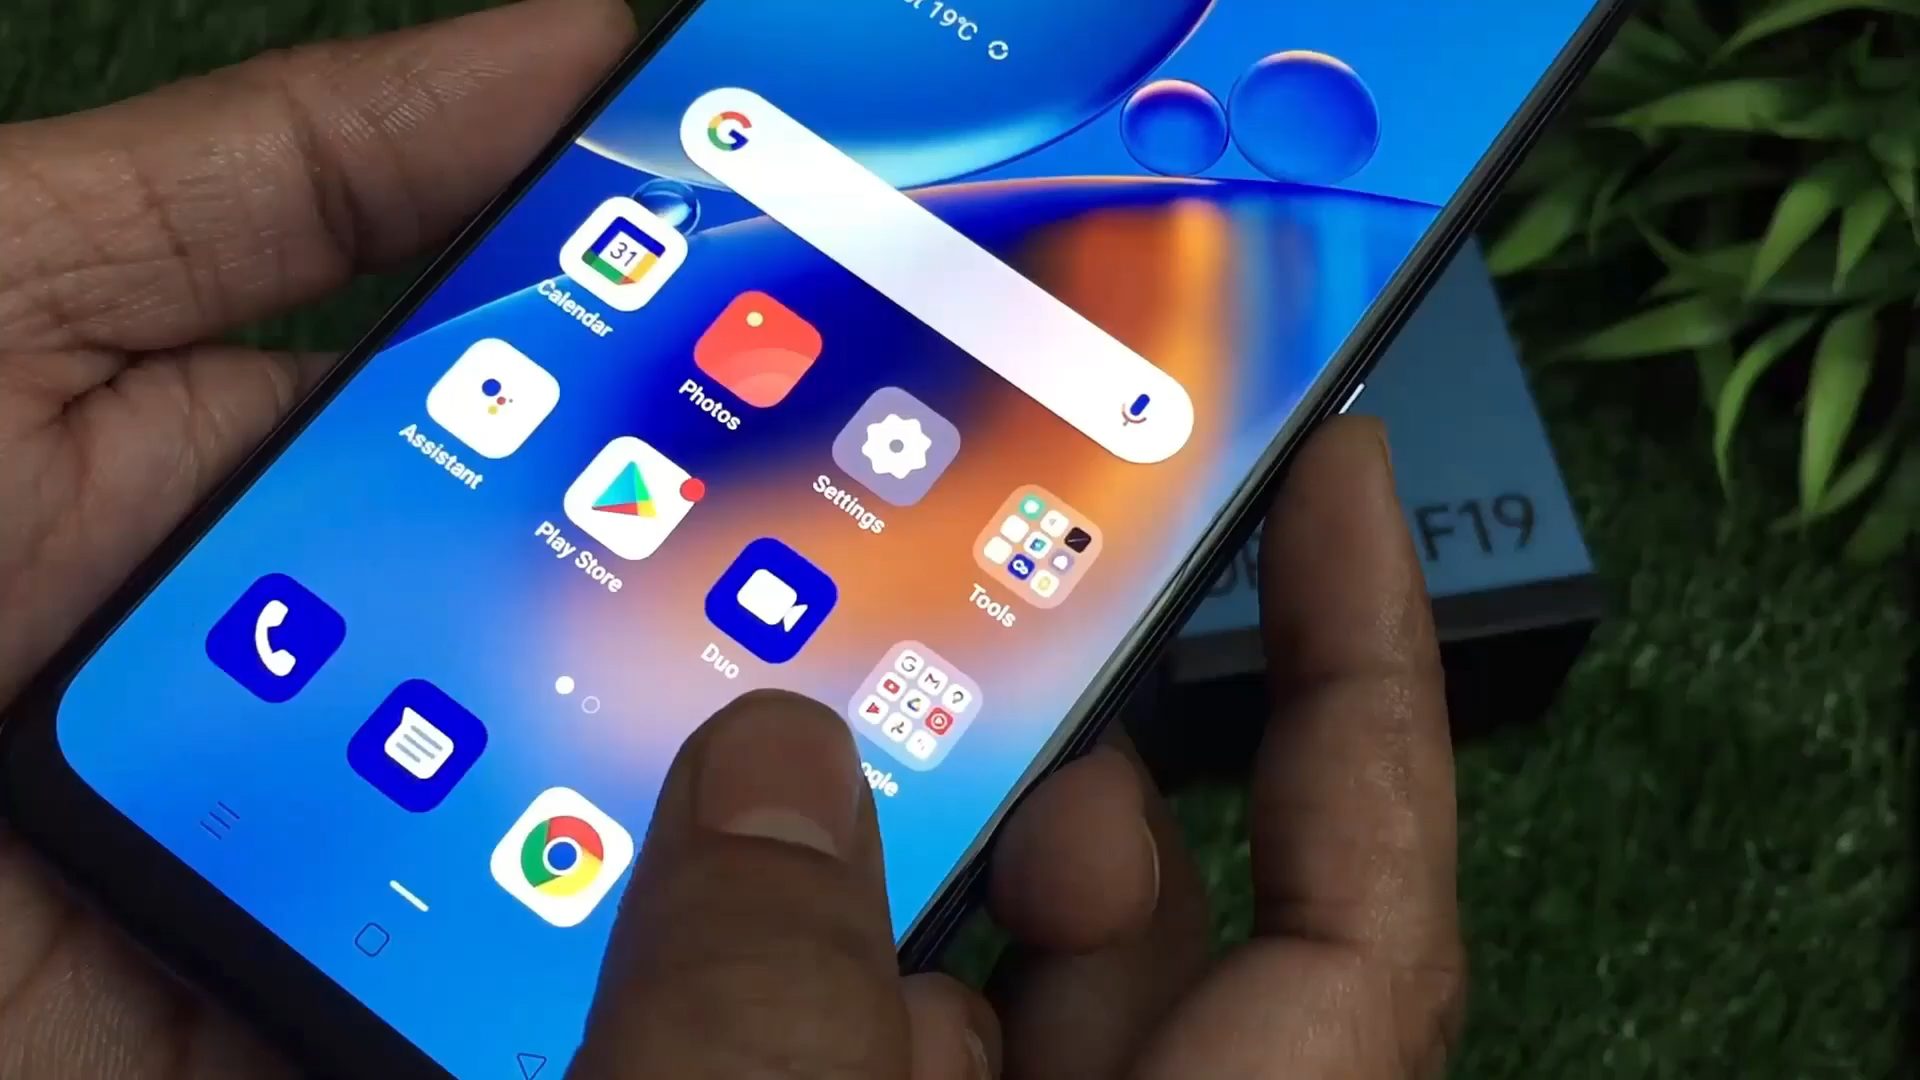 19°C
G
31
Calendar
Photos
Assistant
Settings
Play Store
Tools
Duo
F19